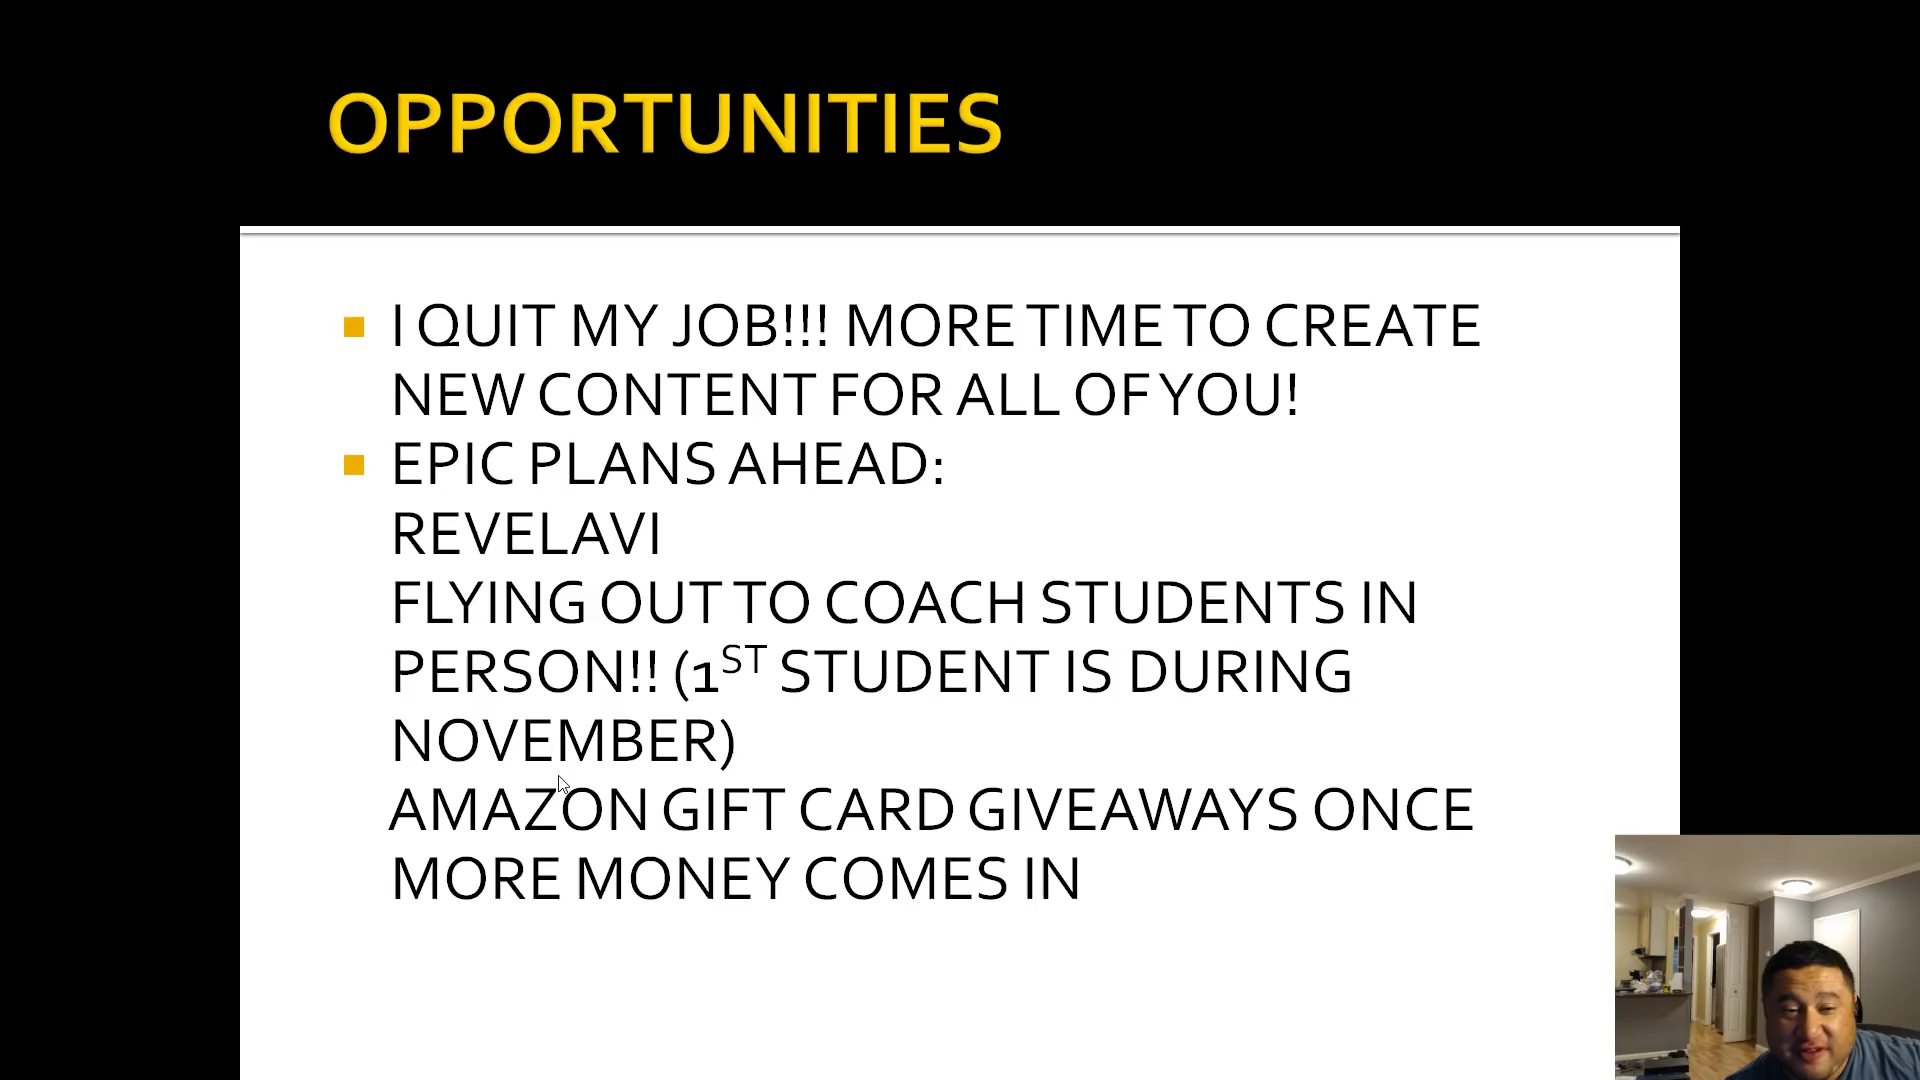 OPPORTUNITIES
I QUIT MY JOB!!! MORE TIME TO CREATE
NEW CONTENT FOR ALL OF YOU!
EPIC PLANS AHEAD:
REVELAVI
FLYING OUT TO COACH STUDENTS IN
PERSON!! (1ST STUDENT IS DURING
NOVEMBER)
AMAZON GIFT CARD GIVEAWAYS ONCE
MORE MONEY COMES IN